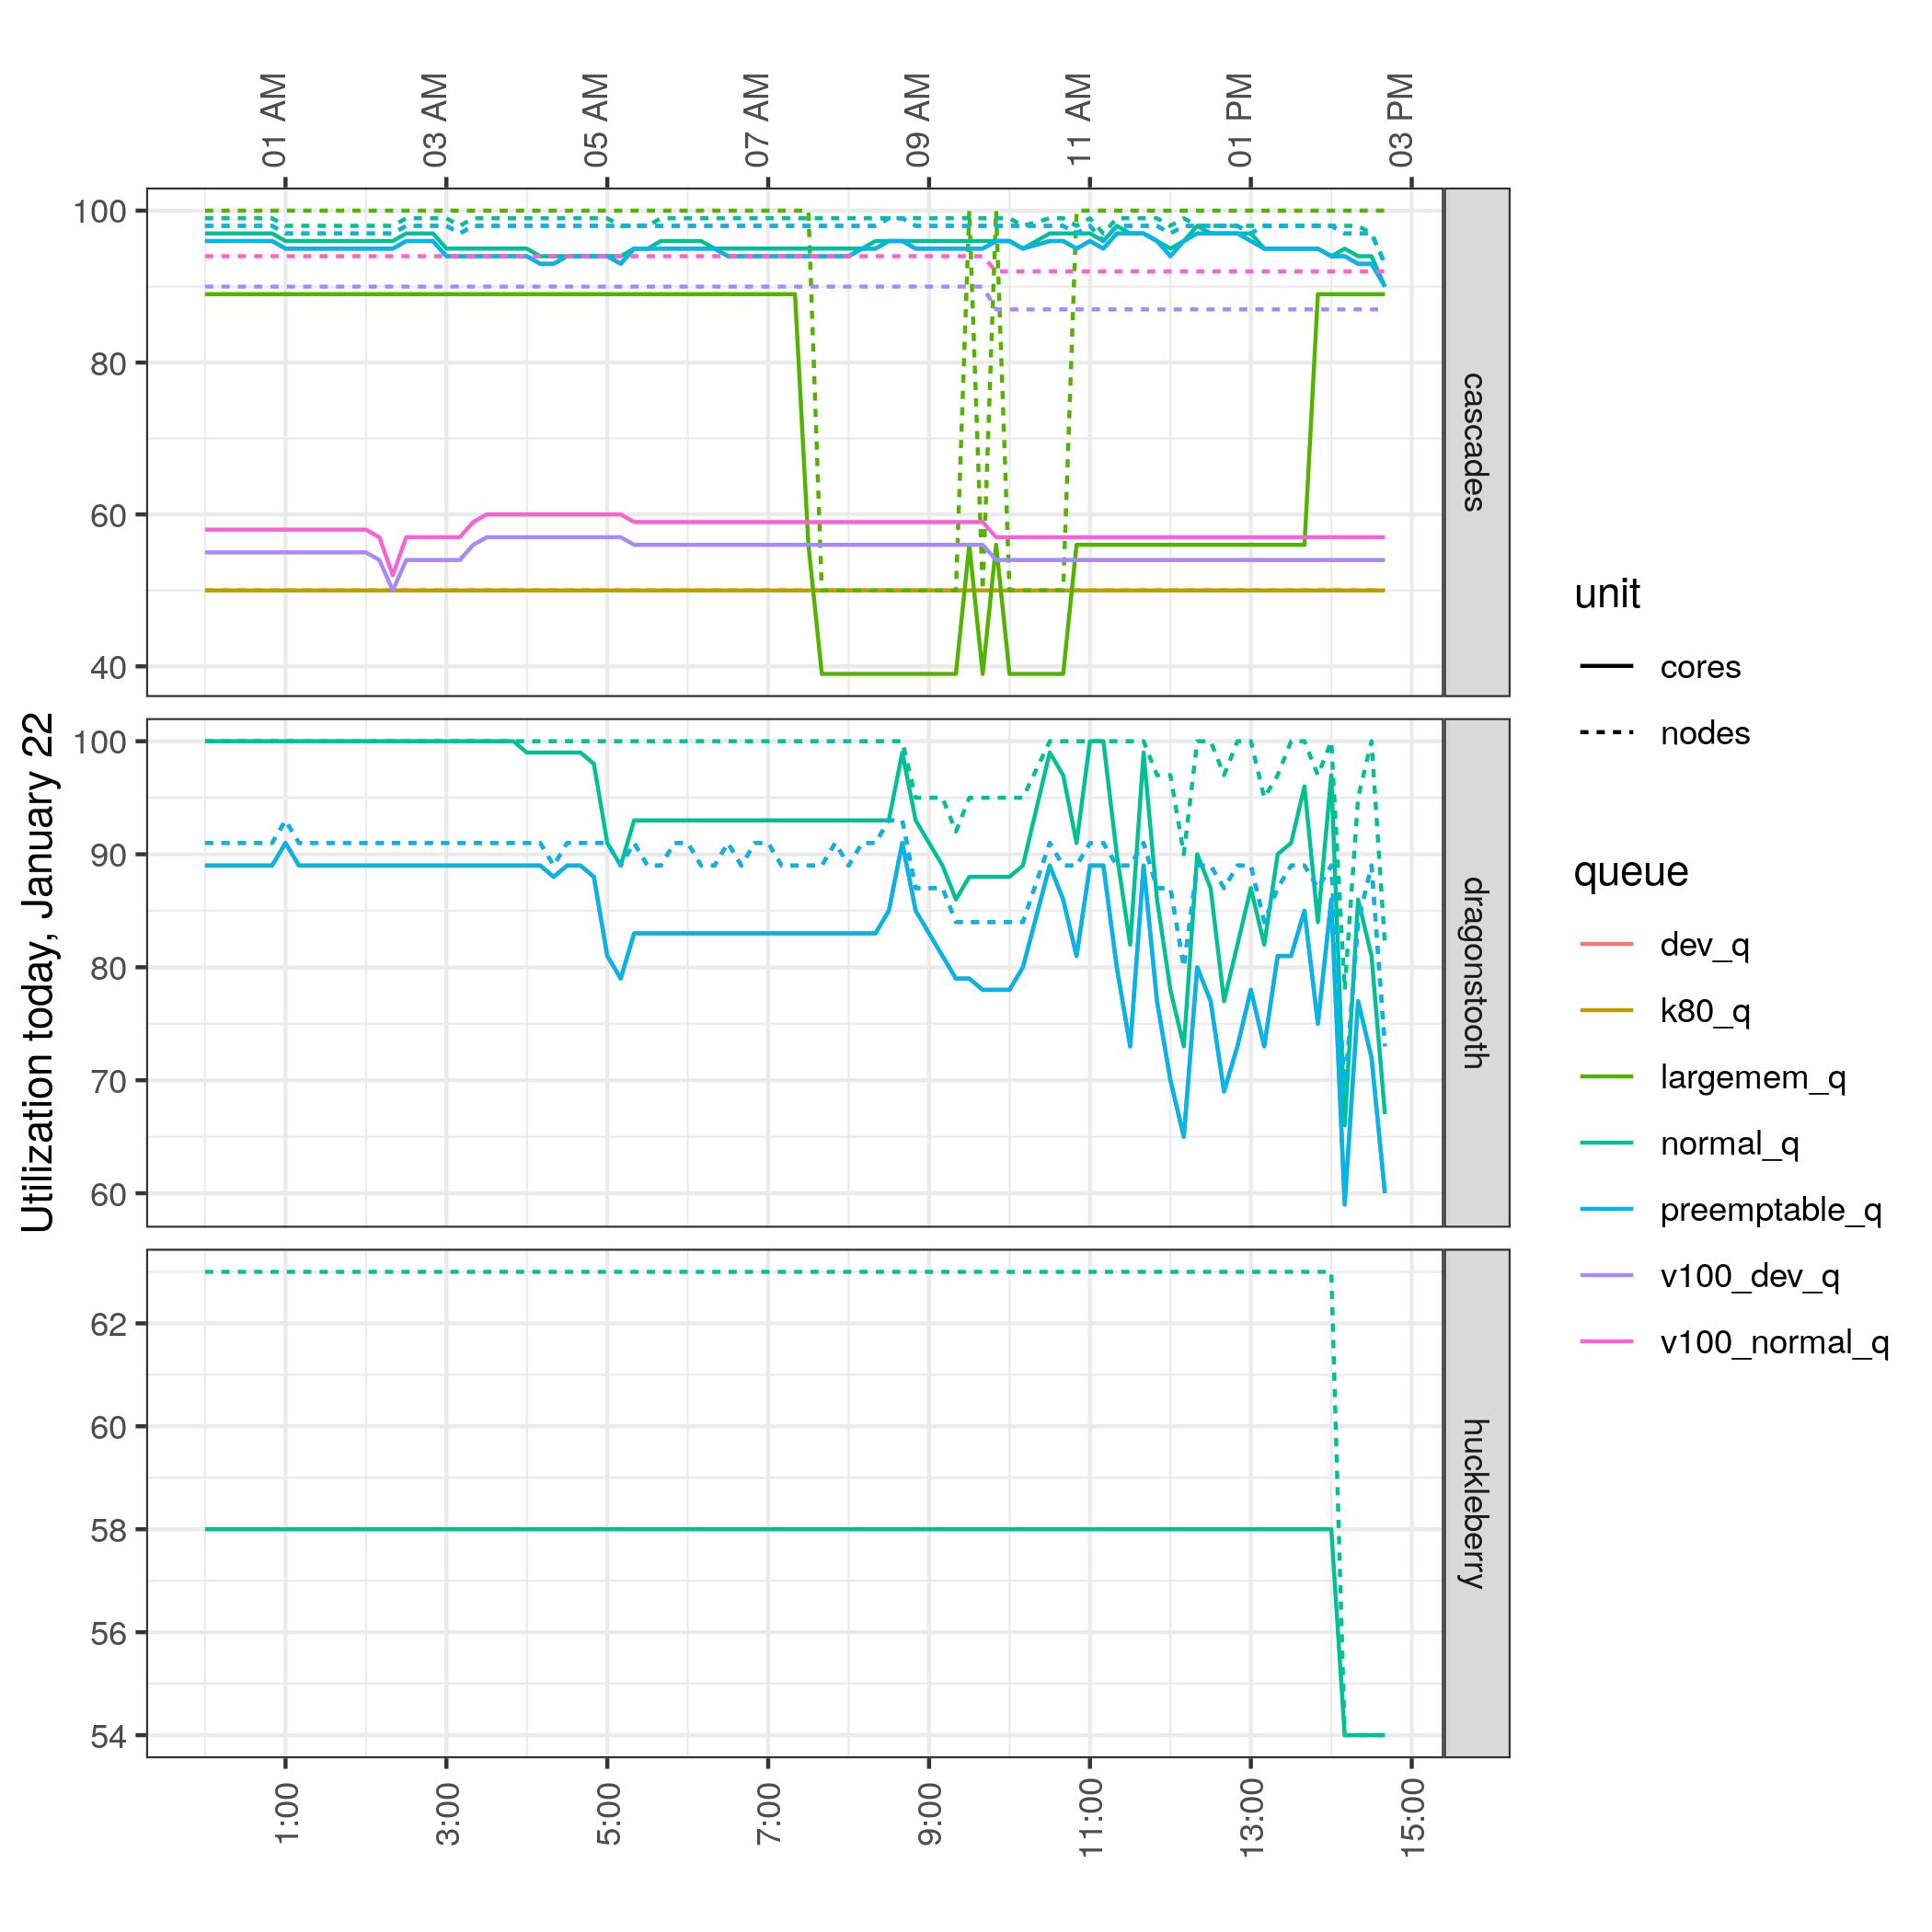 01 AM
03 AM
05 AM
07 AM
09 AM
11 AM
01 PM
03 PM
Utilization today, January 22
100
80
60
40
cascades
100
90
80
70
60
dragonstooth
62
60
58
56
54
huckleberry
1:00
3:00
5:00
7:00
9:00
11:00
13:00
15:00
unit
cores
nodes
queue
dev_q
k80_q
largemem_q
normal_q
preemptable_q
v100_dev_q
v100_normal_q